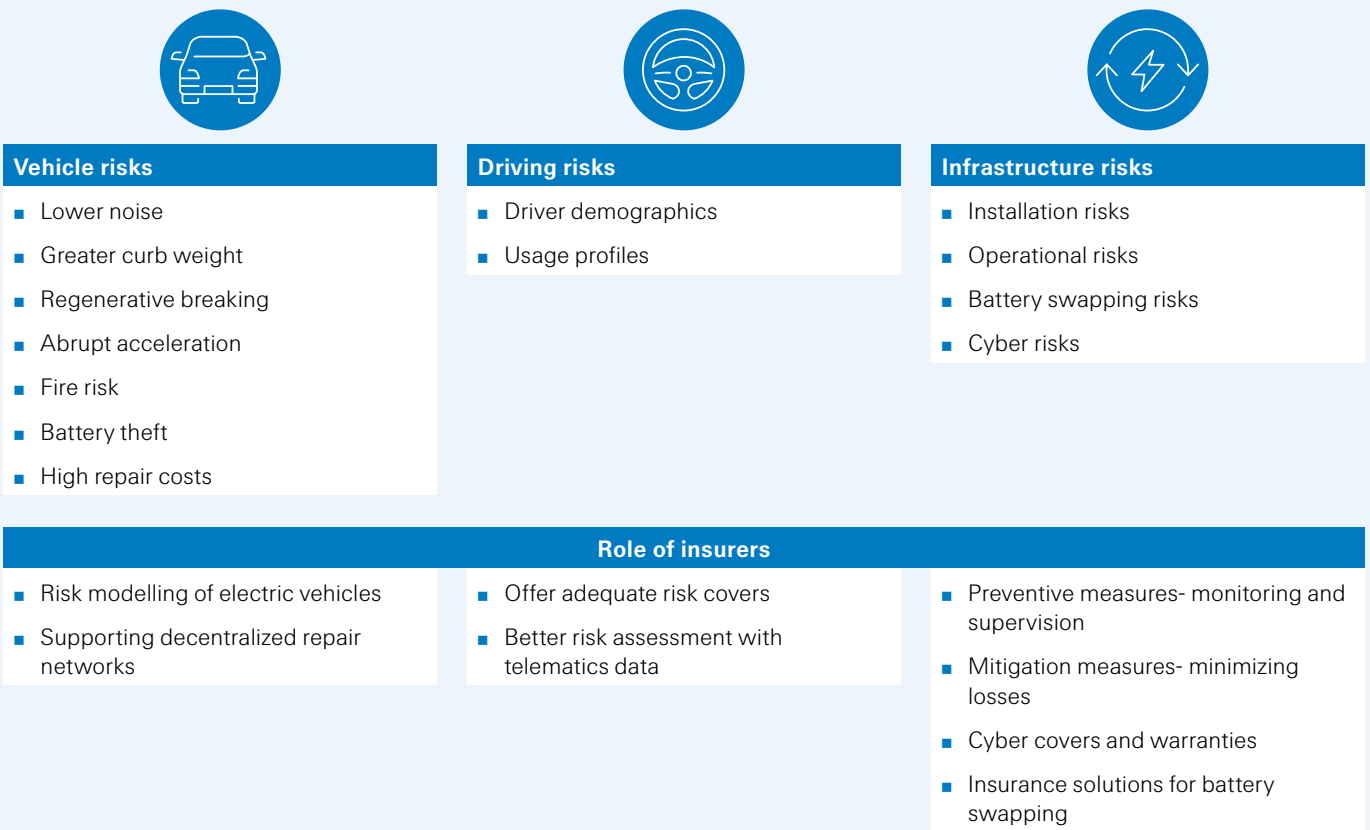 Vehicle risks
Lower noise
Greater curb weight
Regenerative breaking
Abrupt acceleration
Fire risk
Battery theft
High repair costs
Driving risks
Driver demographics
Usage profiles
Infrastructure risks
Installation risks
Operational risks
Battery swapping risks
Cyber risks
Role of insurers
Risk modelling of electric vehicles
Supporting decentralized repair
networks
Offer adequate risk covers
Better risk assessment with
telematics data
Preventive measures- monitoring and
supervision
Mitigation measures- minimizing
losses
Cyber covers and warranties
Insurance solutions for battery
swapping